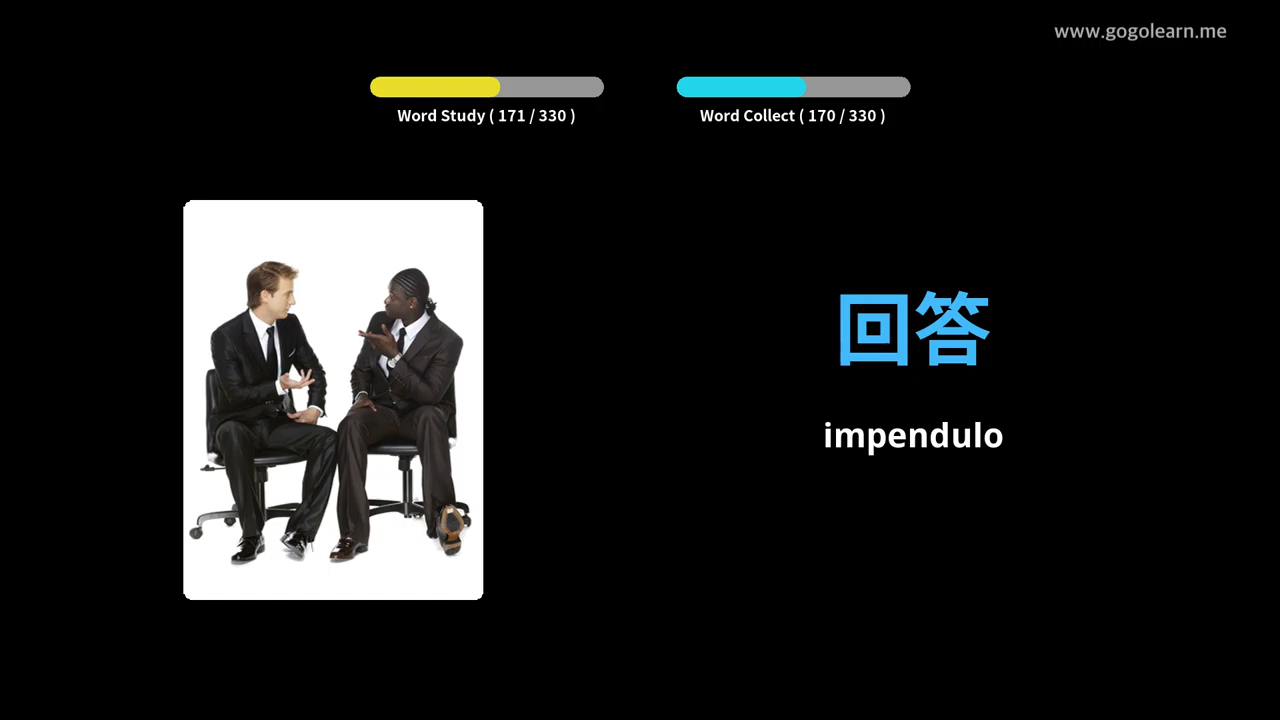 www.gogolearn.me
Word Study ( 171 / 330 )
Word Collect ( 170 / 330 )
回答
impendulo